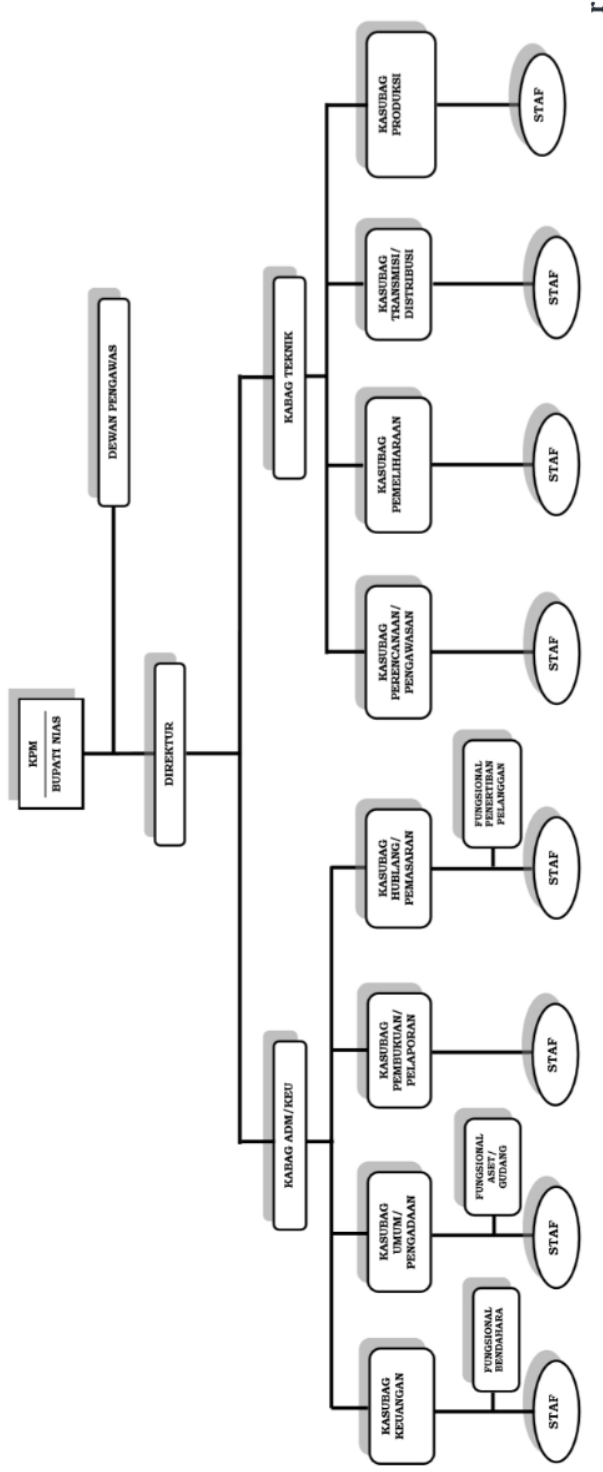 KPM
BUPATI NIAS
DEWAN PENGAWAS
DIREKTUR
KABAG ADM/KEU
KABAG TEKNIK
KASUBAG
KEUANGAN
KASUBAG
UMUM/
PENGADAAN
KASUBAG
PEMBUKUAN/
PELAPORAN
KASUBAG
HUBLANG/
PEMASARAN
KASUBAG
PERENCANAAN/
PENGAWASAN
KASUBAG
PEMELIHARAAN
KASUBAG
TRANSMISI/
DISTRIBUSI
KASUBAG
PRODUKSI
FUNGSIONAL
BENDAHARA
FUNGSIONAL
ASET/
GUDANG
FUNGSIONAL
PENERTIBAN
PELANGGAN
STAF
STAF
STAF
STAF
STAF
STAF
STAF
STAF